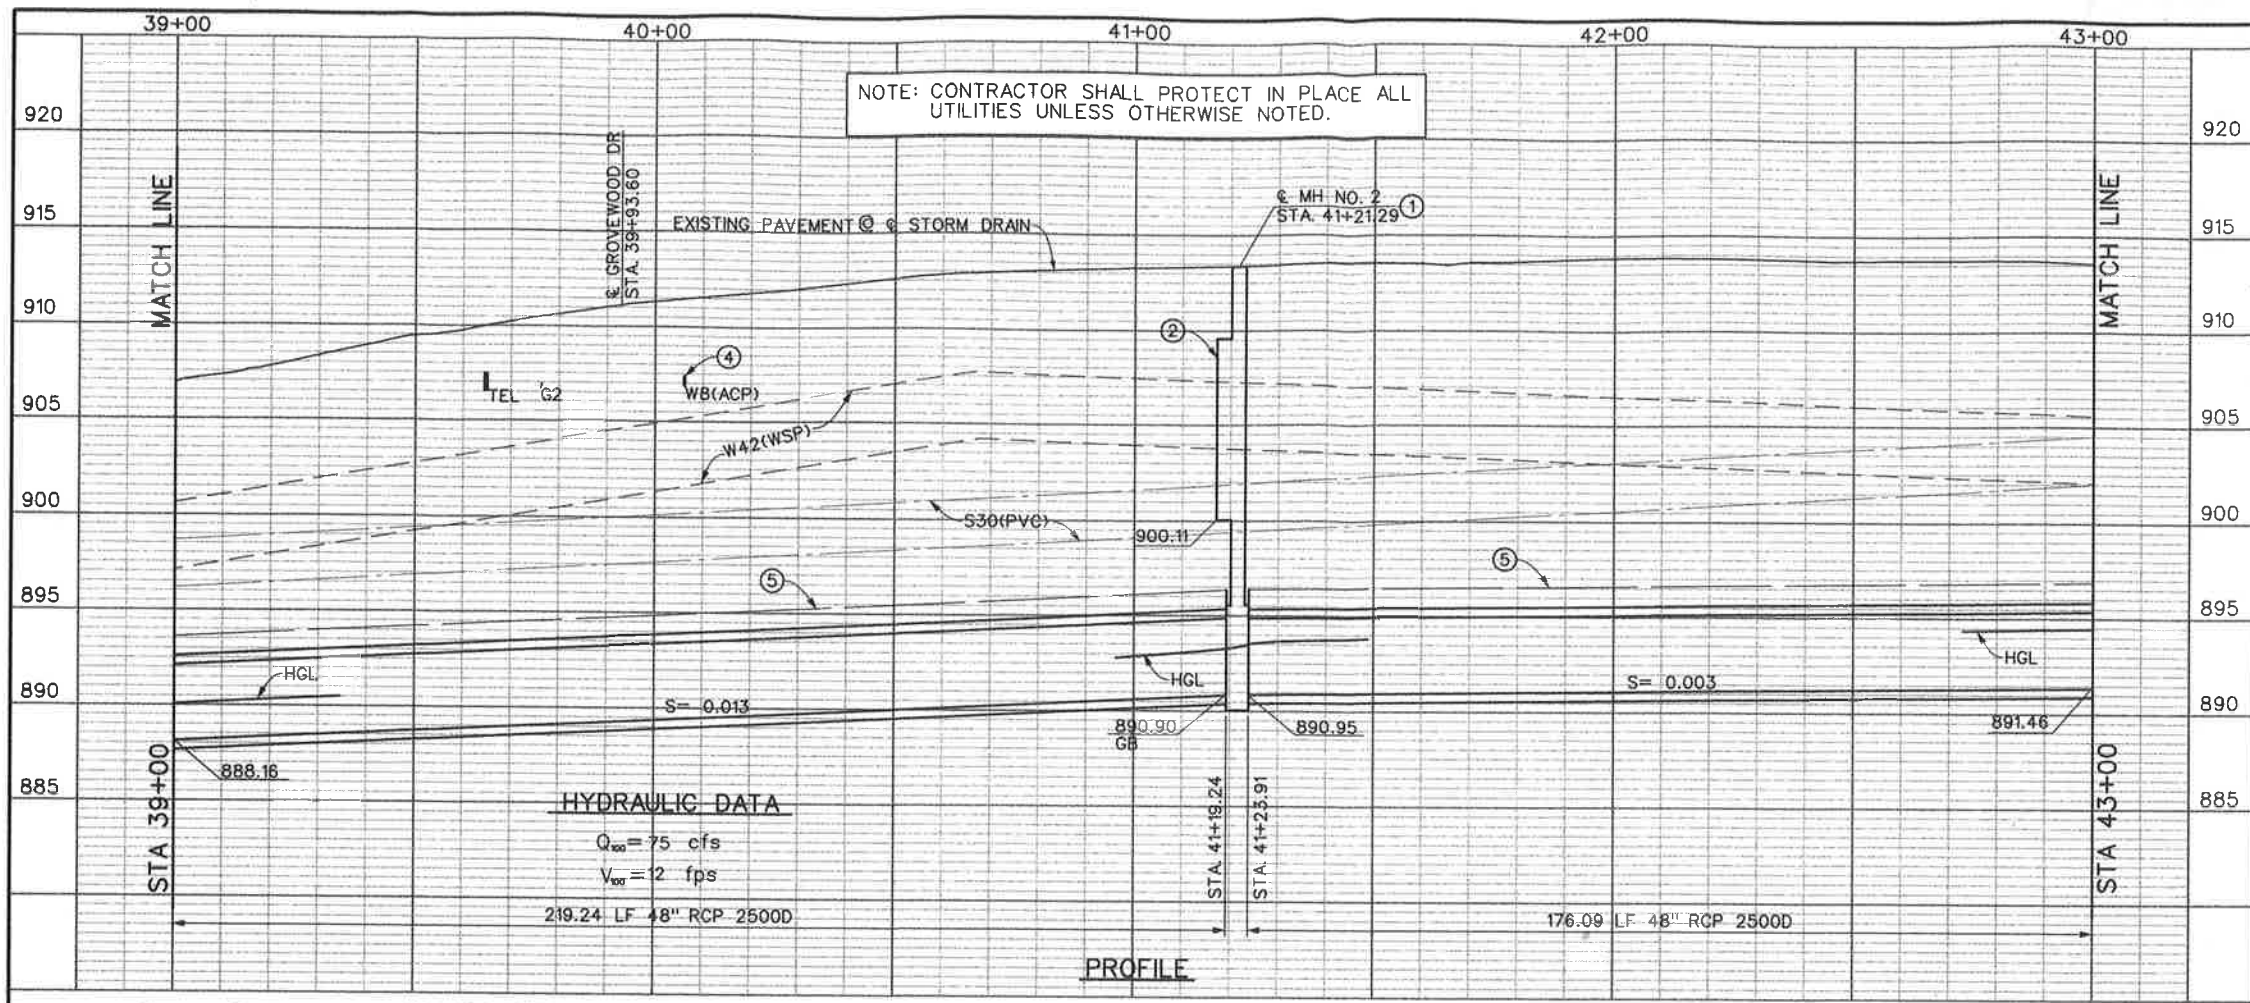 39+00 40+00 41+00 42+00 43+00
NOTE: CONTRACTOR SHALL PROTECT IN PLACE ALL
UTILITIES UNLESS OTHERWISE NOTED.
920 920
915 915
910 910
905 905
900 900
895 895
890 890
885 885
MATCH LINE
STA 39+00
℄ GROVEWOOD DR
STA. 39+93.60
EXISTING PAVEMENT @ ℄ STORM DRAIN
℄ MH NO. 2
STA. 41+21.29 1
MATCH LINE
STA 43+00
2
4
TEL G2
W8(ACP)
W42(WSP)
S30(PVC)
900.11
5
5
HGL
HGL
HGL
S= 0.013
S= 0.003
888.16
890.90
GB
890.95
891.46
STA. 41+19.24
STA. 41+23.91
HYDRAULIC DATA
Q100= 75 cfs
V100= 12 fps
219.24 LF 48" RCP 2500D
176.09 LF 48" RCP 2500D
PROFILE